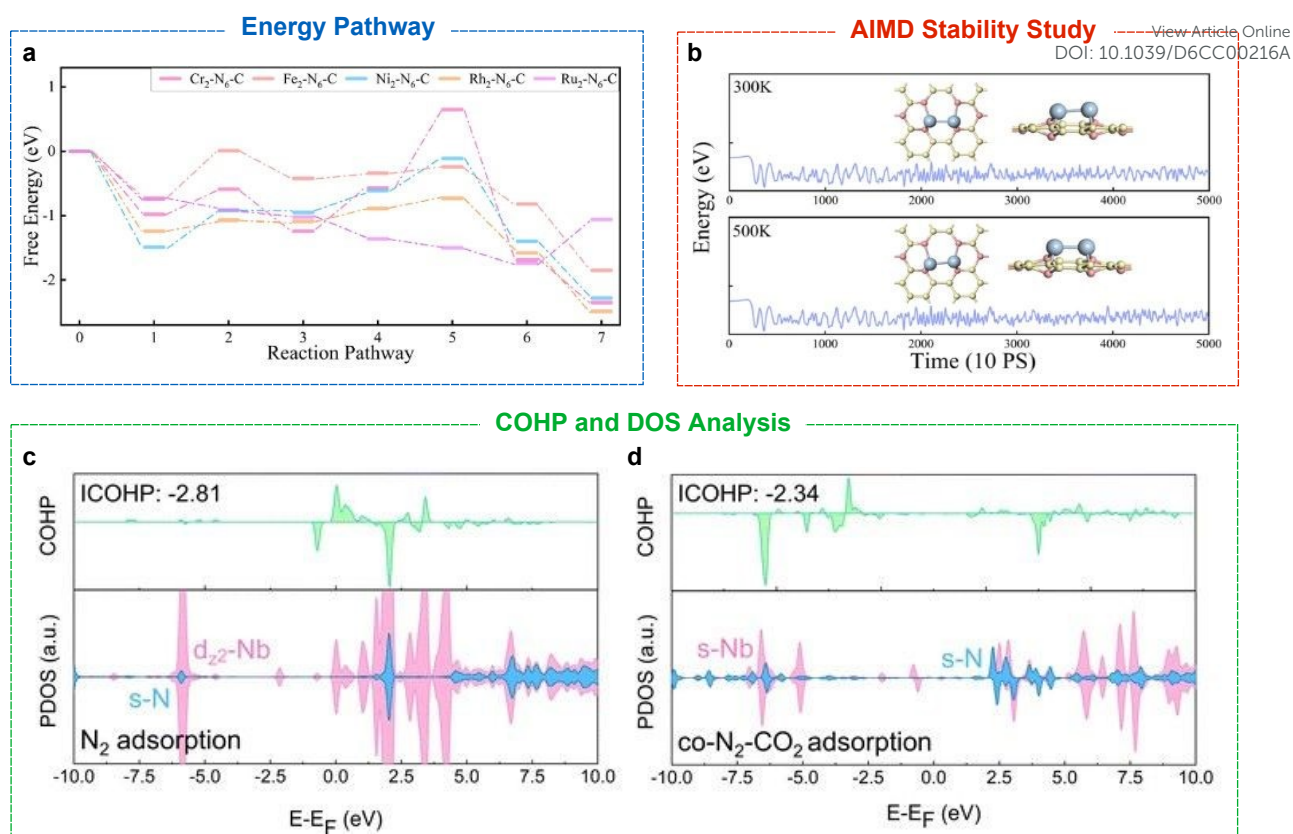 Energy Pathway
AIMD Stability Study
View Article Online
DOI: 10.1039/D6CC00216A
a
Cr₂-N₆-C Fe₂-N₆-C Ni₂-N₆-C Rh₂-N₆-C Ru₂-N₆-C
Free Energy (eV)
1
0
-1
-2
0 1 2 3 4 5 6 7
Reaction Pathway
b
Energy (eV)
300K
0 1000 2000 3000 4000 5000
500K
0 1000 2000 3000 4000 5000
Time (10 PS)
COHP and DOS Analysis
c
ICOHP: -2.81
COHP
PDOS (a.u.)
d_z²-Nb
s-N
N₂ adsorption
-10.0 -7.5 -5.0 -2.5 0.0 2.5 5.0 7.5 10.0
E-E_F (eV)
d
ICOHP: -2.34
COHP
PDOS (a.u.)
s-Nb
s-N
co-N₂-CO₂ adsorption
-10.0 -7.5 -5.0 -2.5 0.0 2.5 5.0 7.5 10.0
E-E_F (eV)